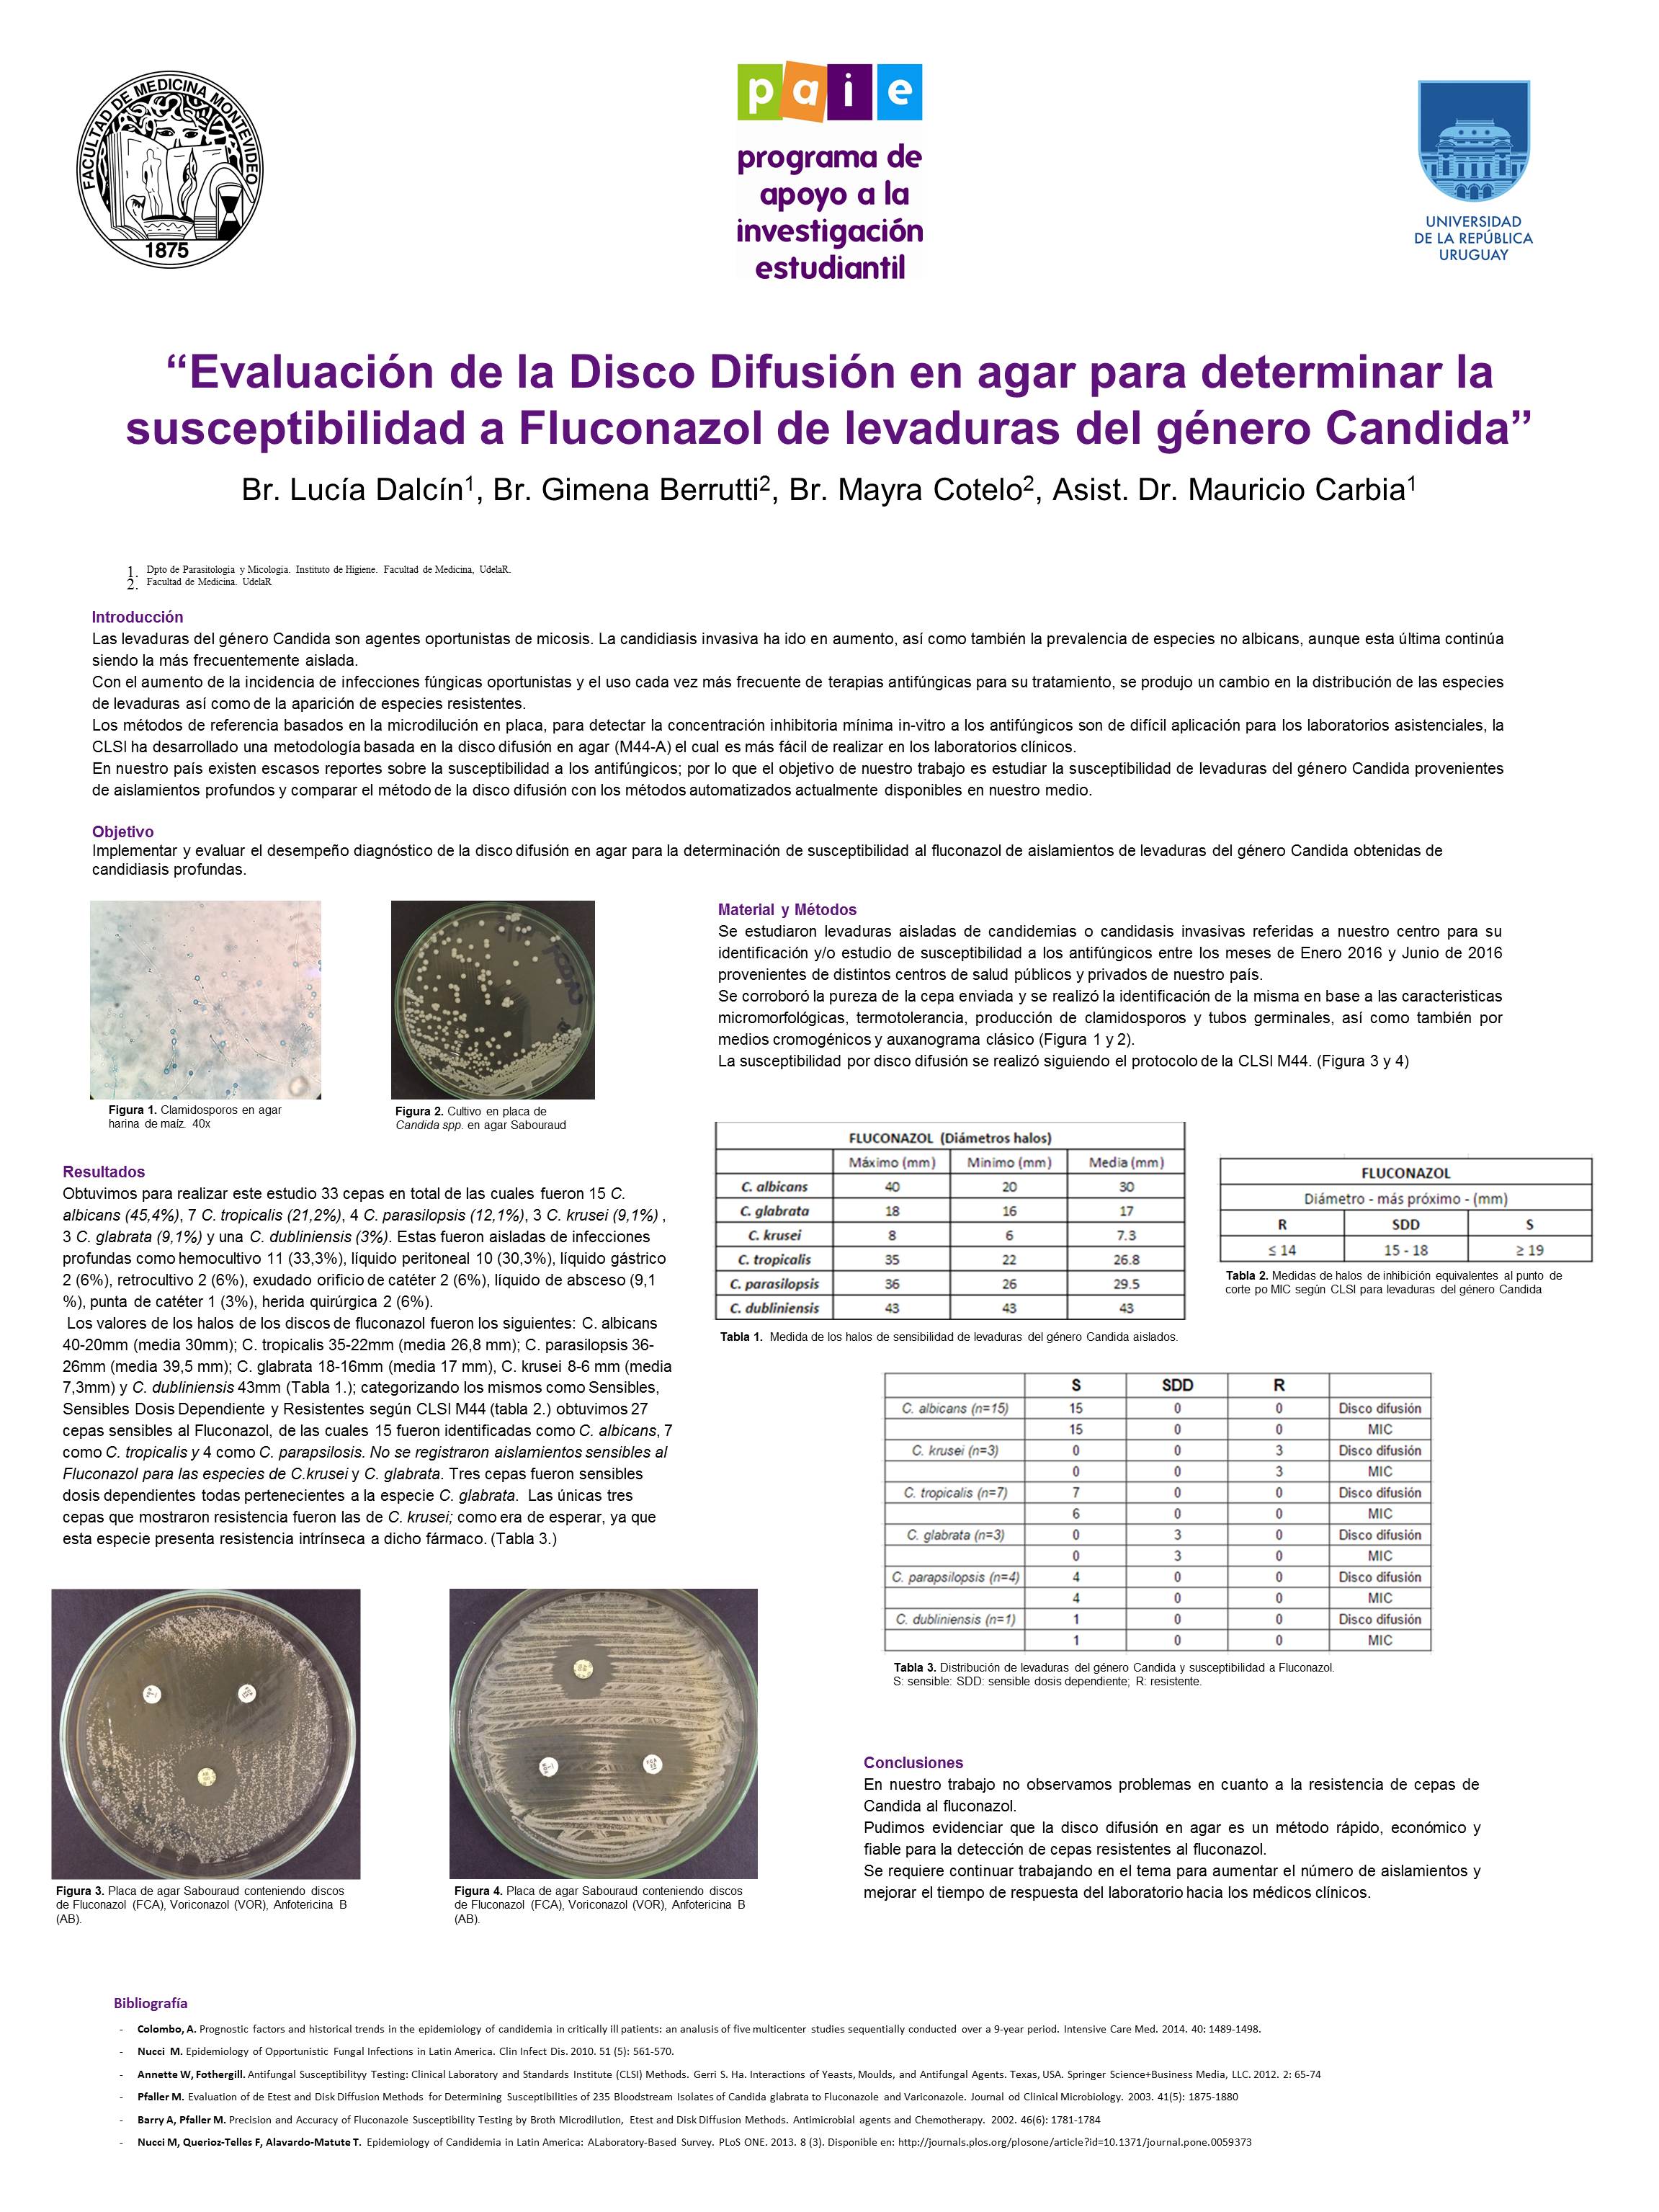 FACULTAD DE MEDICINA MONTEVIDEO
1875
paie
programa de
apoyo a la
investigación
estudiantil
UNIVERSIDAD
DE LA REPÚBLICA
URUGUAY
“Evaluación de la Disco Difusión en agar para determinar la
susceptibilidad a Fluconazol de levaduras del género Candida”
Br. Lucía Dalcín1, Br. Gimena Berrutti2, Br. Mayra Cotelo2, Asist. Dr. Mauricio Carbia1
1. Dpto de Parasitologia y Micologia. Instituto de Higiene. Facultad de Medicina, UdelaR.
2. Facultad de Medicina. UdelaR
Introducción
Las levaduras del género Candida son agentes oportunistas de micosis. La candidiasis invasiva ha ido en aumento, así como también la prevalencia de especies no albicans, aunque esta última continúa
siendo la más frecuentemente aislada.
Con el aumento de la incidencia de infecciones fúngicas oportunistas y el uso cada vez más frecuente de terapias antifúngicas para su tratamiento, se produjo un cambio en la distribución de las especies
de levaduras así como de la aparición de especies resistentes.
Los métodos de referencia basados en la microdilución en placa, para detectar la concentración inhibitoria mínima in-vitro a los antifúngicos son de difícil aplicación para los laboratorios asistenciales, la
CLSI ha desarrollado una metodología basada en la disco difusión en agar (M44-A) el cual es más fácil de realizar en los laboratorios clínicos.
En nuestro país existen escasos reportes sobre la susceptibilidad a los antifúngicos; por lo que el objetivo de nuestro trabajo es estudiar la susceptibilidad de levaduras del género Candida provenientes
de aislamientos profundos y comparar el método de la disco difusión con los métodos automatizados actualmente disponibles en nuestro medio.
Objetivo
Implementar y evaluar el desempeño diagnóstico de la disco difusión en agar para la determinación de susceptibilidad al fluconazol de aislamientos de levaduras del género Candida obtenidas de
candidiasis profundas.
Figura 1. Clamidosporos en agar
harina de maíz. 40x
Figura 2. Cultivo en placa de
Candida spp. en agar Sabouraud
Material y Métodos
Se estudiaron levaduras aisladas de candidemias o candidasis invasivas referidas a nuestro centro para su
identificación y/o estudio de susceptibilidad a los antifúngicos entre los meses de Enero 2016 y Junio de 2016
provenientes de distintos centros de salud públicos y privados de nuestro país.
Se corroboró la pureza de la cepa enviada y se realizó la identificación de la misma en base a las caracteristicas
micromorfológicas, termotolerancia, producción de clamidosporos y tubos germinales, así como también por
medios cromogénicos y auxanograma clásico (Figura 1 y 2).
La susceptibilidad por disco difusión se realizó siguiendo el protocolo de la CLSI M44. (Figura 3 y 4)
Resultados
Obtuvimos para realizar este estudio 33 cepas en total de las cuales fueron 15 C.
albicans (45,4%), 7 C. tropicalis (21,2%), 4 C. parasilopsis (12,1%), 3 C. krusei (9,1%) ,
3 C. glabrata (9,1%) y una C. dubliniensis (3%). Estas fueron aisladas de infecciones
profundas como hemocultivo 11 (33,3%), líquido peritoneal 10 (30,3%), líquido gástrico
2 (6%), retrocultivo 2 (6%), exudado orificio de catéter 2 (6%), líquido de absceso (9,1
%), punta de catéter 1 (3%), herida quirúrgica 2 (6%).
Los valores de los halos de los discos de fluconazol fueron los siguientes: C. albicans
40-20mm (media 30mm); C. tropicalis 35-22mm (media 26,8 mm); C. parasilopsis 36-
26mm (media 39,5 mm); C. glabrata 18-16mm (media 17 mm), C. krusei 8-6 mm (media
7,3mm) y C. dubliniensis 43mm (Tabla 1.); categorizando los mismos como Sensibles,
Sensibles Dosis Dependiente y Resistentes según CLSI M44 (tabla 2.) obtuvimos 27
cepas sensibles al Fluconazol, de las cuales 15 fueron identificadas como C. albicans, 7
como C. tropicalis y 4 como C. parapsilosis. No se registraron aislamientos sensibles al
Fluconazol para las especies de C.krusei y C. glabrata. Tres cepas fueron sensibles
dosis dependientes todas pertenecientes a la especie C. glabrata. Las únicas tres
cepas que mostraron resistencia fueron las de C. krusei; como era de esperar, ya que
esta especie presenta resistencia intrínseca a dicho fármaco. (Tabla 3.)
FLUCONAZOL (Diámetros halos)
Máximo (mm) Minimo (mm) Media (mm)
C. albicans 40 20 30
C. glabrata 18 16 17
C. krusei 8 6 7.3
C. tropicalis 35 22 26.8
C. parasilopsis 36 26 29.5
C. dubliniensis 43 43 43
Tabla 1. Medida de los halos de sensibilidad de levaduras del género Candida aislados.
FLUCONAZOL
Diámetro - más próximo - (mm)
R SDD S
≤ 14 15 - 18 ≥ 19
Tabla 2. Medidas de halos de inhibición equivalentes al punto de
corte po MIC según CLSI para levaduras del género Candida
S SDD R
C. albicans (n=15) 15 0 0 Disco difusión
15 0 0 MIC
C. krusei (n=3) 0 0 3 Disco difusión
0 0 3 MIC
C. tropicalis (n=7) 7 0 0 Disco difusión
6 0 0 MIC
C. glabrata (n=3) 0 3 0 Disco difusión
0 3 0 MIC
C. parapsilopsis (n=4) 4 0 0 Disco difusión
4 0 0 MIC
C. dubliniensis (n=1) 1 0 0 Disco difusión
1 0 0 MIC
Tabla 3. Distribución de levaduras del género Candida y susceptibilidad a Fluconazol.
S: sensible: SDD: sensible dosis dependiente; R: resistente.
Figura 3. Placa de agar Sabouraud conteniendo discos
de Fluconazol (FCA), Voriconazol (VOR), Anfotericina B
(AB).
Figura 4. Placa de agar Sabouraud conteniendo discos
de Fluconazol (FCA), Voriconazol (VOR), Anfotericina B
(AB).
Conclusiones
En nuestro trabajo no observamos problemas en cuanto a la resistencia de cepas de
Candida al fluconazol.
Pudimos evidenciar que la disco difusión en agar es un método rápido, económico y
fiable para la detección de cepas resistentes al fluconazol.
Se requiere continuar trabajando en el tema para aumentar el número de aislamientos y
mejorar el tiempo de respuesta del laboratorio hacia los médicos clínicos.
Bibliografía
- Colombo, A. Prognostic factors and historical trends in the epidemiology of candidemia in critically ill patients: an analusis of five multicenter studies sequentially conducted over a 9-year period. Intensive Care Med. 2014. 40: 1489-1498.
- Nucci M. Epidemiology of Opportunistic Fungal Infections in Latin America. Clin Infect Dis. 2010. 51 (5): 561-570.
- Annette W, Fothergill. Antifungal Susceptibilityy Testing: Clinical Laboratory and Standards Institute (CLSI) Methods. Gerri S. Ha. Interactions of Yeasts, Moulds, and Antifungal Agents. Texas, USA. Springer Science+Business Media, LLC. 2012. 2: 65-74
- Pfaller M. Evaluation of de Etest and Disk Diffusion Methods for Determining Susceptibilities of 235 Bloodstream Isolates of Candida glabrata to Fluconazole and Variconazole. Journal od Clinical Microbiology. 2003. 41(5): 1875-1880
- Barry A, Pfaller M. Precision and Accuracy of Fluconazole Susceptibility Testing by Broth Microdilution, Etest and Disk Diffusion Methods. Antimicrobial agents and Chemotherapy. 2002. 46(6): 1781-1784
- Nucci M, Querioz-Telles F, Alavardo-Matute T. Epidemiology of Candidemia in Latin America: ALaboratory-Based Survey. PLoS ONE. 2013. 8 (3). Disponible en: http://journals.plos.org/plosone/article?id=10.1371/journal.pone.0059373